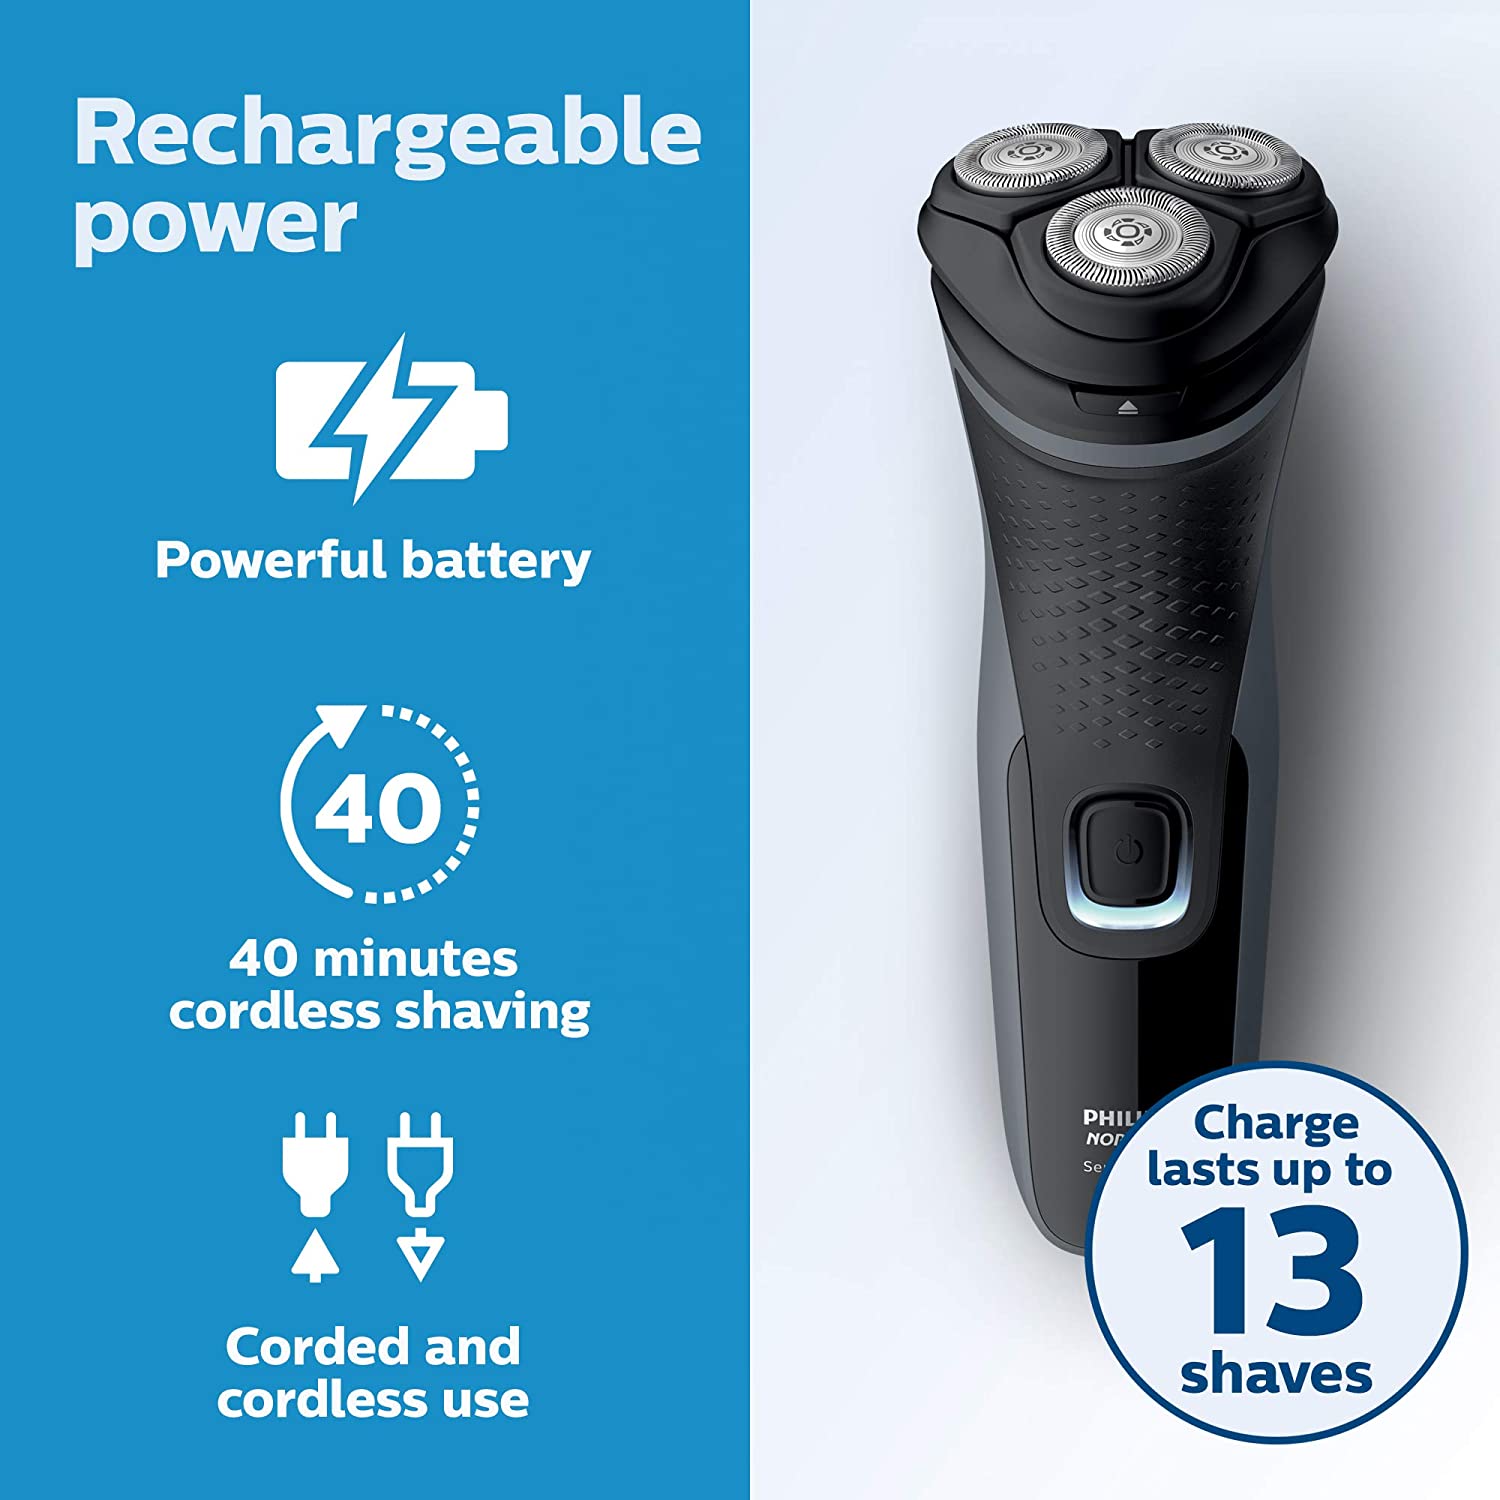 Rechargeable
power
Powerful battery
40
40 minutes
cordless shaving
Corded and
cordless use
Charge
lasts up to
13
shaves